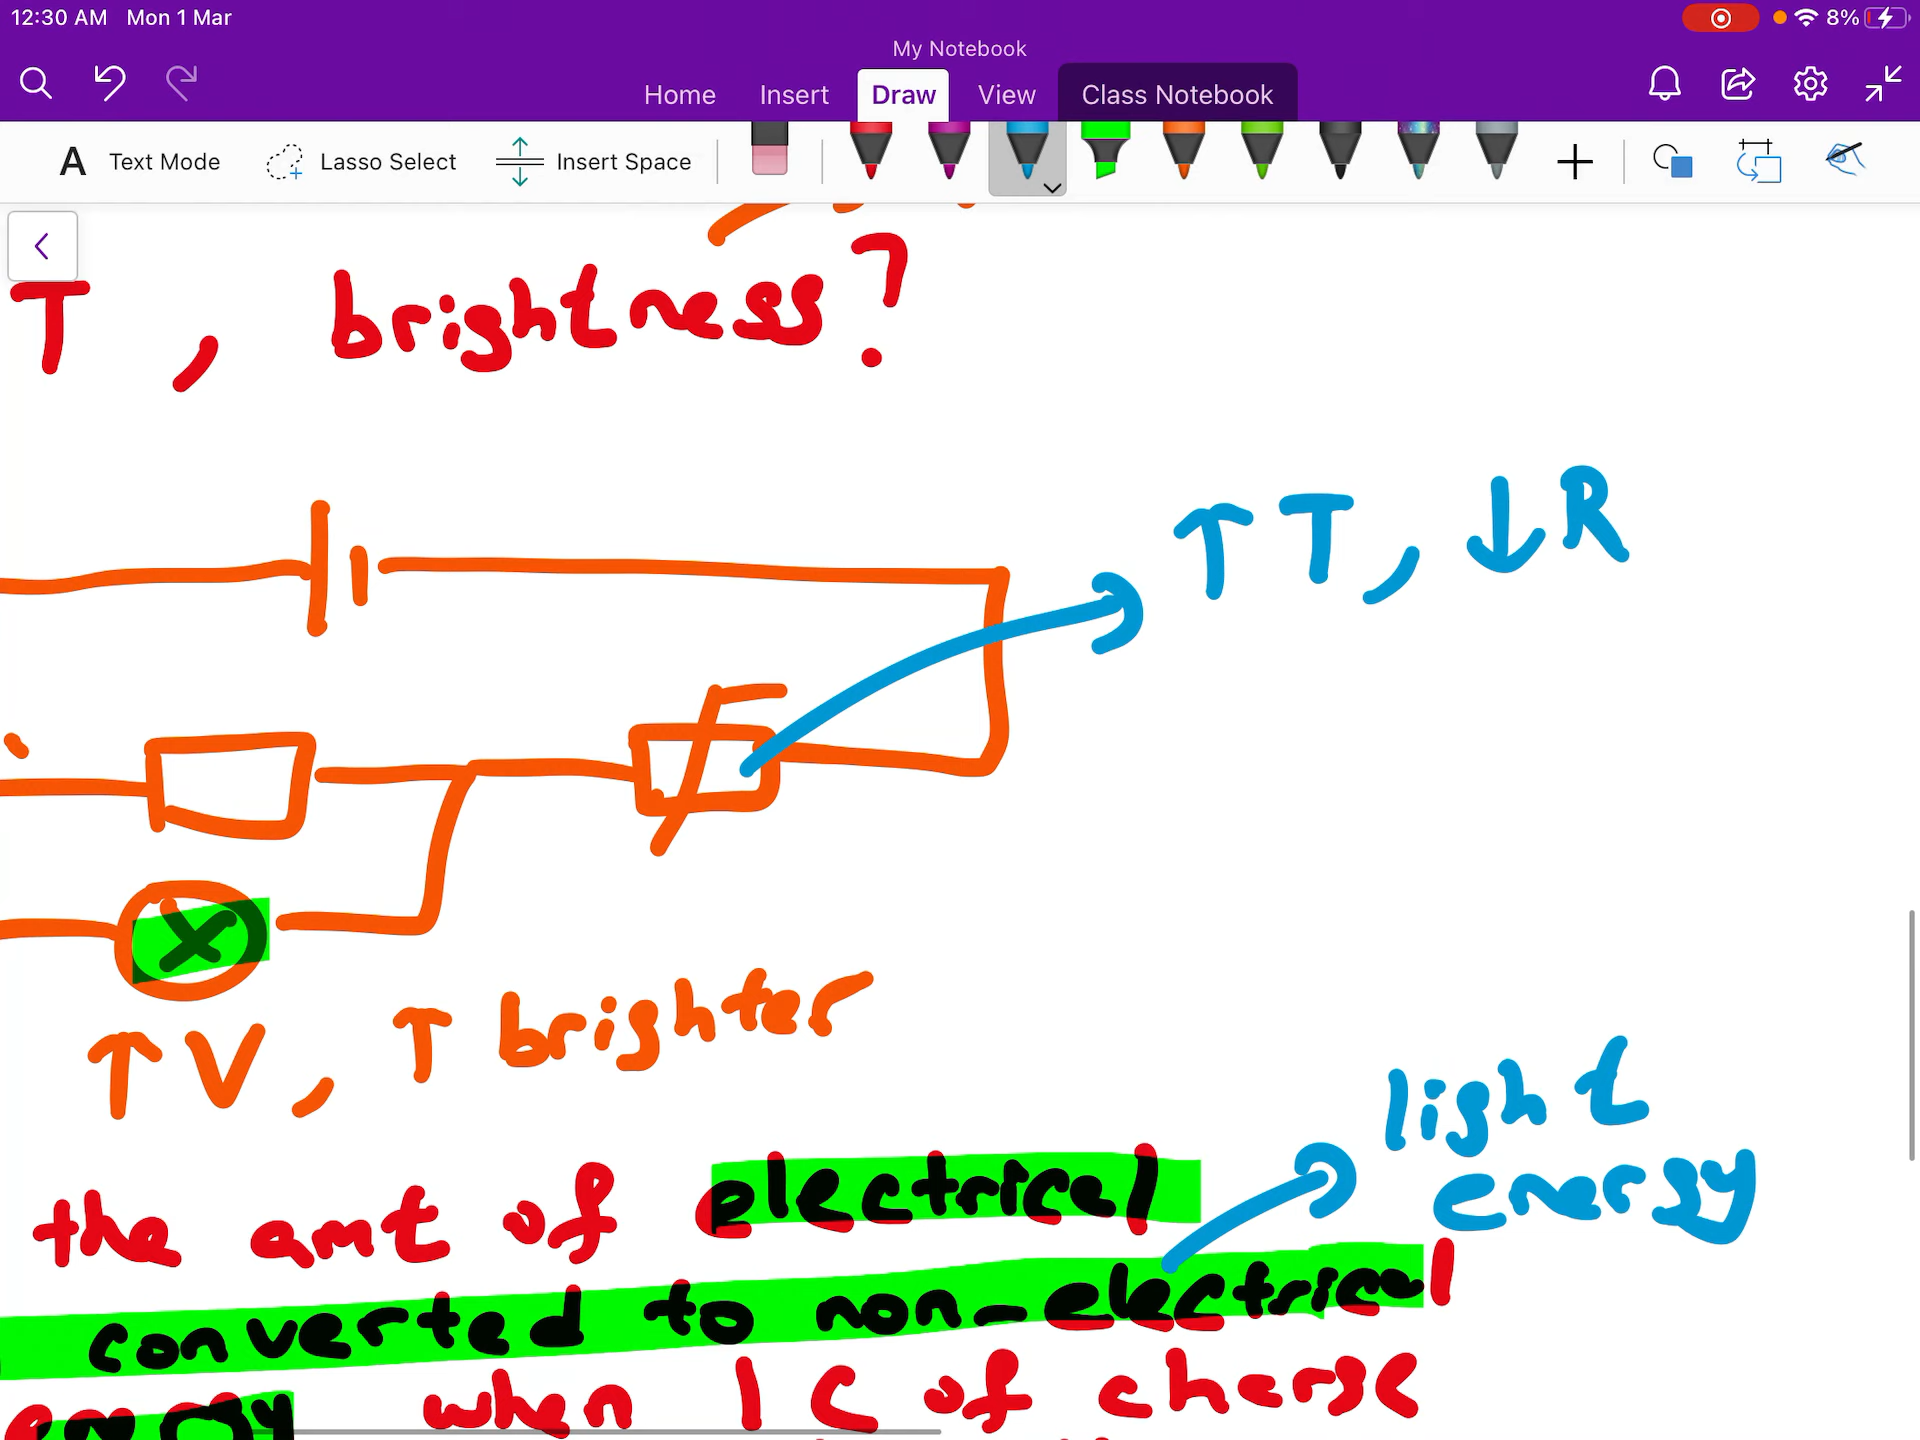 12:30 AM Mon 1 Mar
8%
My Notebook
Home Insert Draw View Class Notebook
A Text Mode Lasso Select Insert Space
T , brightness?
↑ T, ↓ R
↑ V, ↑ brighter
light
energy
the amt of electrical
converted to non-electrical
energy when 1 C of charge